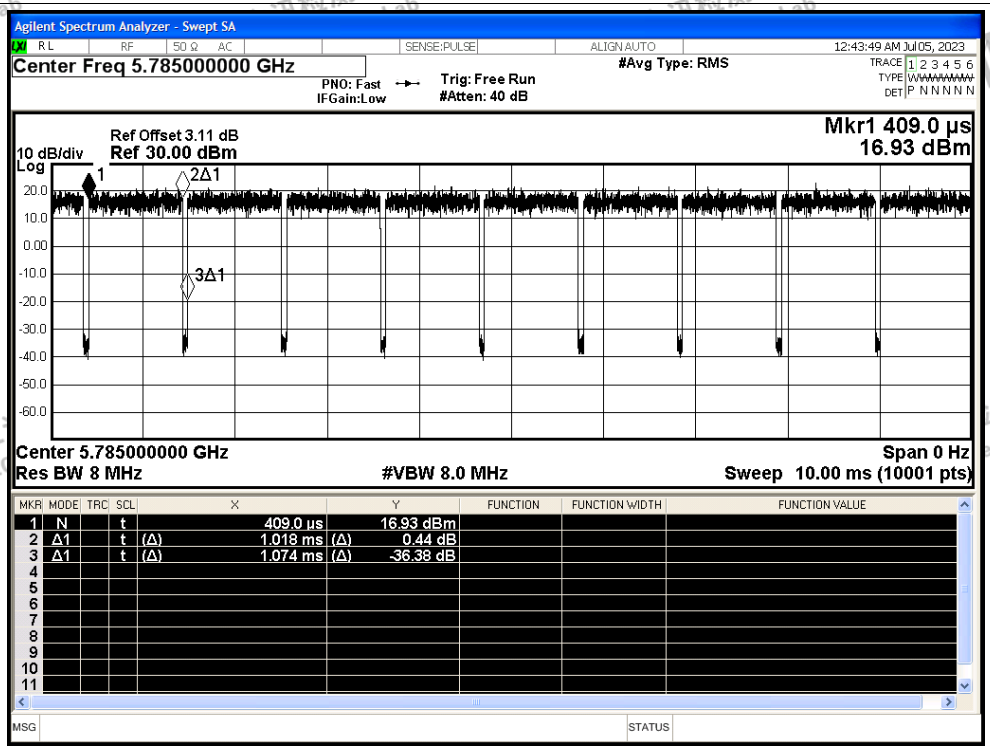 Agilent Spectrum Analyzer - Swept SA
LXI RL RF 50 Ω AC SENSE:PULSE ALIGN AUTO 12:43:49 AM Jul 05, 2023
Center Freq 5.785000000 GHz #Avg Type: RMS TRACE 1 2 3 4 5 6
PNO: Fast Trig: Free Run TYPE WWWWWW
IFGain:Low #Atten: 40 dB DET P N N N N N
Mkr1 409.0 µs
Ref Offset 3.11 dB
10 dB/div Ref 30.00 dBm 16.93 dBm
Log
1 2Δ1
20.0
10.0
0.00
-10.0
3Δ1
-20.0
-30.0
-40.0
-50.0
-60.0
Center 5.785000000 GHz Span 0 Hz
Res BW 8 MHz #VBW 8.0 MHz Sweep 10.00 ms (10001 pts)
MKR MODE TRC SCL X Y FUNCTION FUNCTION WIDTH FUNCTION VALUE
1 N t 409.0 µs 16.93 dBm
2 Δ1 t (Δ) 1.018 ms (Δ) 0.44 dB
3 Δ1 t (Δ) 1.074 ms (Δ) -36.38 dB
4
5
6
7
8
9
10
11
MSG STATUS